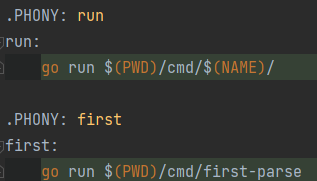 .PHONY: run
run:
go run $(PWD)/cmd/$(NAME)/
.PHONY: first
first:
go run $(PWD)/cmd/first-parse